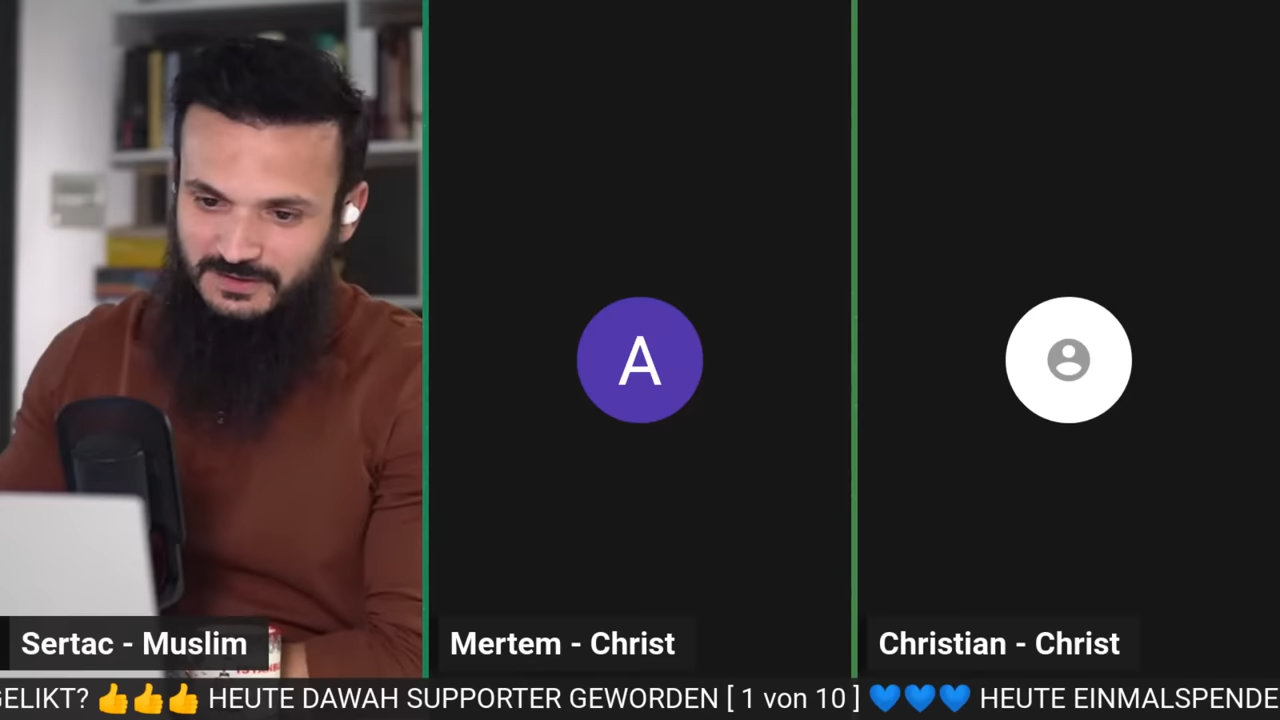 A
Sertac - Muslim
Mertem - Christ
Christian - Christ
GELIKT? 👍👍👍 HEUTE DAWAH SUPPORTER GEWORDEN [ 1 von 10 ] 💙💙💙 HEUTE EINMALSPENDE